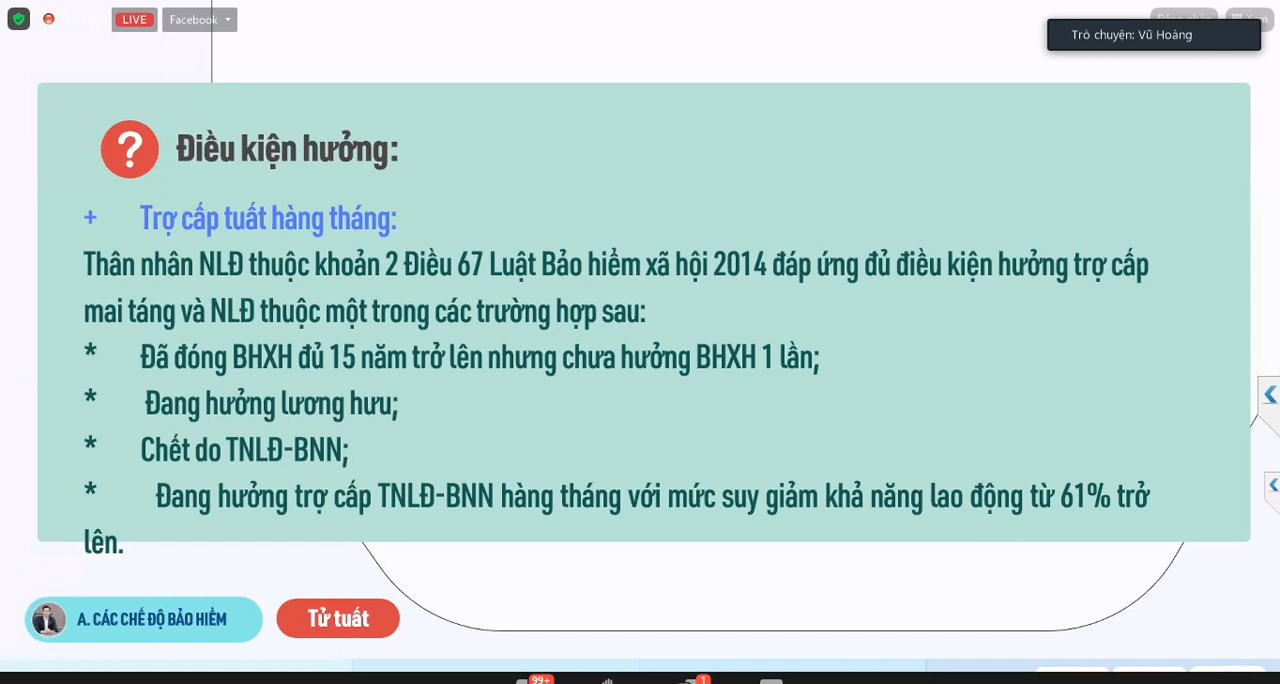 LIVE
Facebook
Trò chuyện: Vũ Hoảng
?
Điều kiện hưởng:
+ Trợ cấp tuất hàng tháng:
Thân nhân NLĐ thuộc khoản 2 Điều 67 Luật Bảo hiểm xã hội 2014 đáp ứng đủ điều kiện hưởng trợ cấp
mai táng và NLĐ thuộc một trong các trường hợp sau:
* Đã đóng BHXH đủ 15 năm trở lên nhưng chưa hưởng BHXH 1 lần;
* Đang hưởng lương hưu;
* Chết do TNLĐ-BNN;
* Đang hưởng trợ cấp TNLĐ-BNN hàng tháng với mức suy giảm khả năng lao động từ 61% trở
lên.
A. CÁC CHẾ ĐỘ BẢO HIỂM
Tử tuất
99+
1